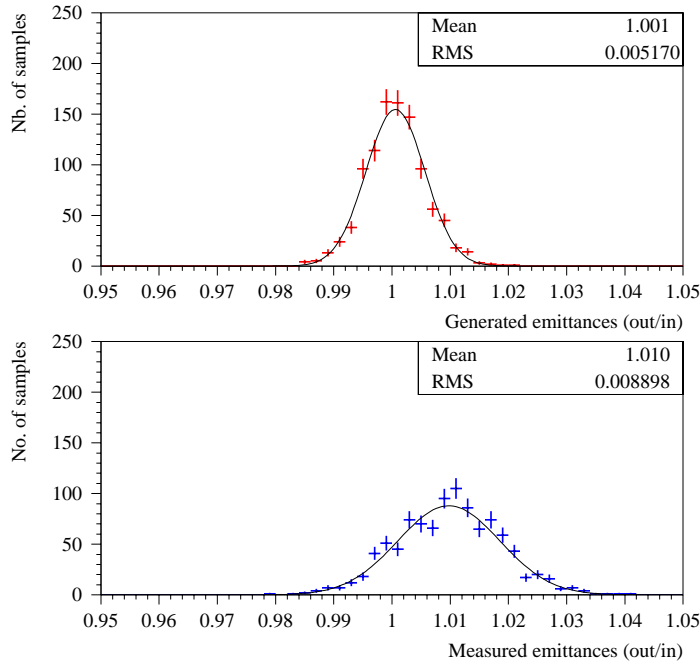 250
200
150
100
50
0
Nb. of samples
Mean 1.001
RMS 0.005170
0.95 0.96 0.97 0.98 0.99 1 1.01 1.02 1.03 1.04 1.05
Generated emittances (out/in)
250
200
150
100
50
0
No. of samples
Mean 1.010
RMS 0.008898
0.95 0.96 0.97 0.98 0.99 1 1.01 1.02 1.03 1.04 1.05
Measured emittances (out/in)